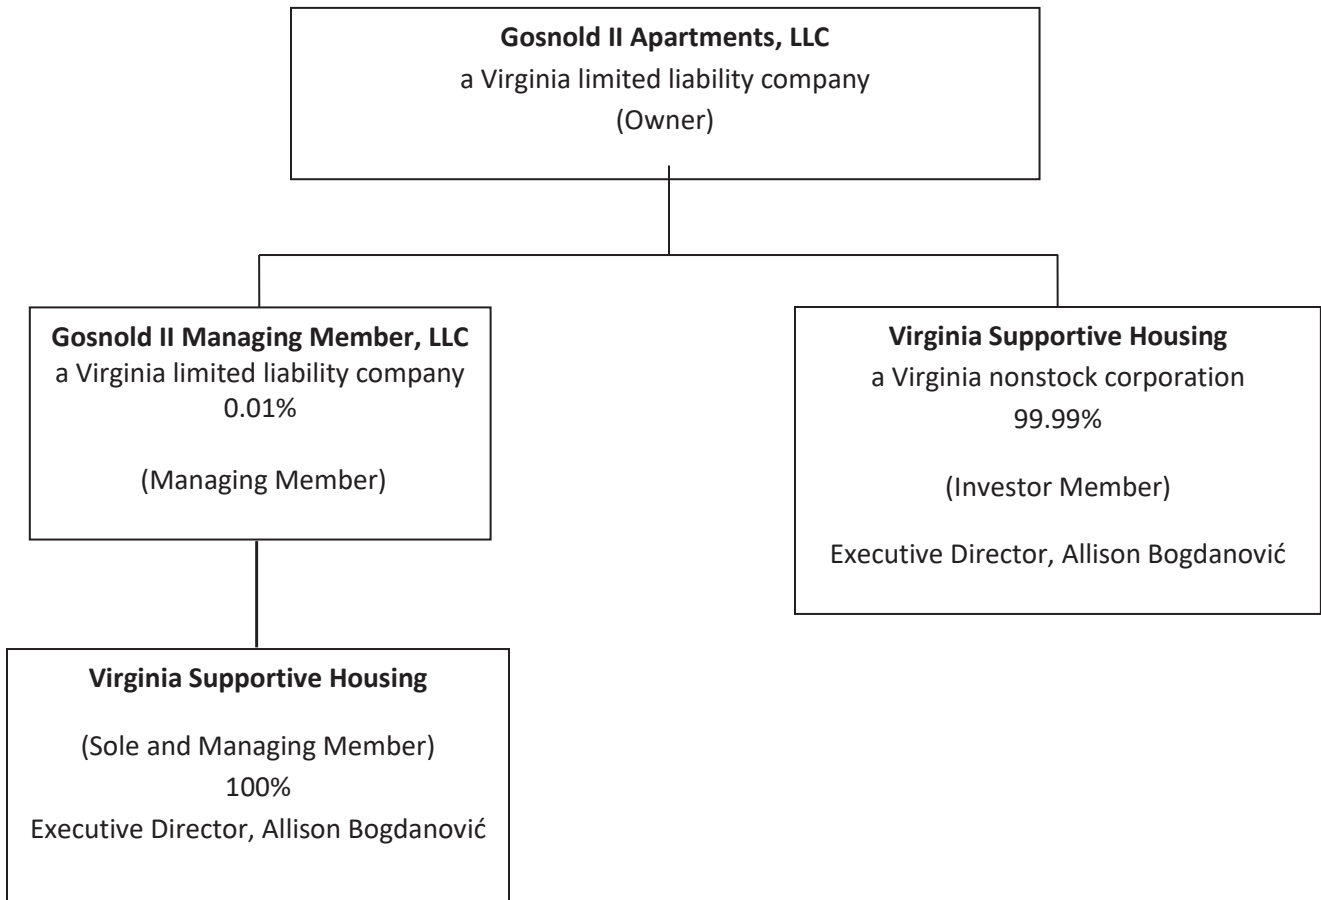 Gosnold II Apartments, LLC
a Virginia limited liability company
(Owner)
Gosnold II Managing Member, LLC
a Virginia limited liability company
0.01%
(Managing Member)
Virginia Supportive Housing
a Virginia nonstock corporation
99.99%
(Investor Member)
Executive Director, Allison Bogdanović
Virginia Supportive Housing
(Sole and Managing Member)
100%
Executive Director, Allison Bogdanović